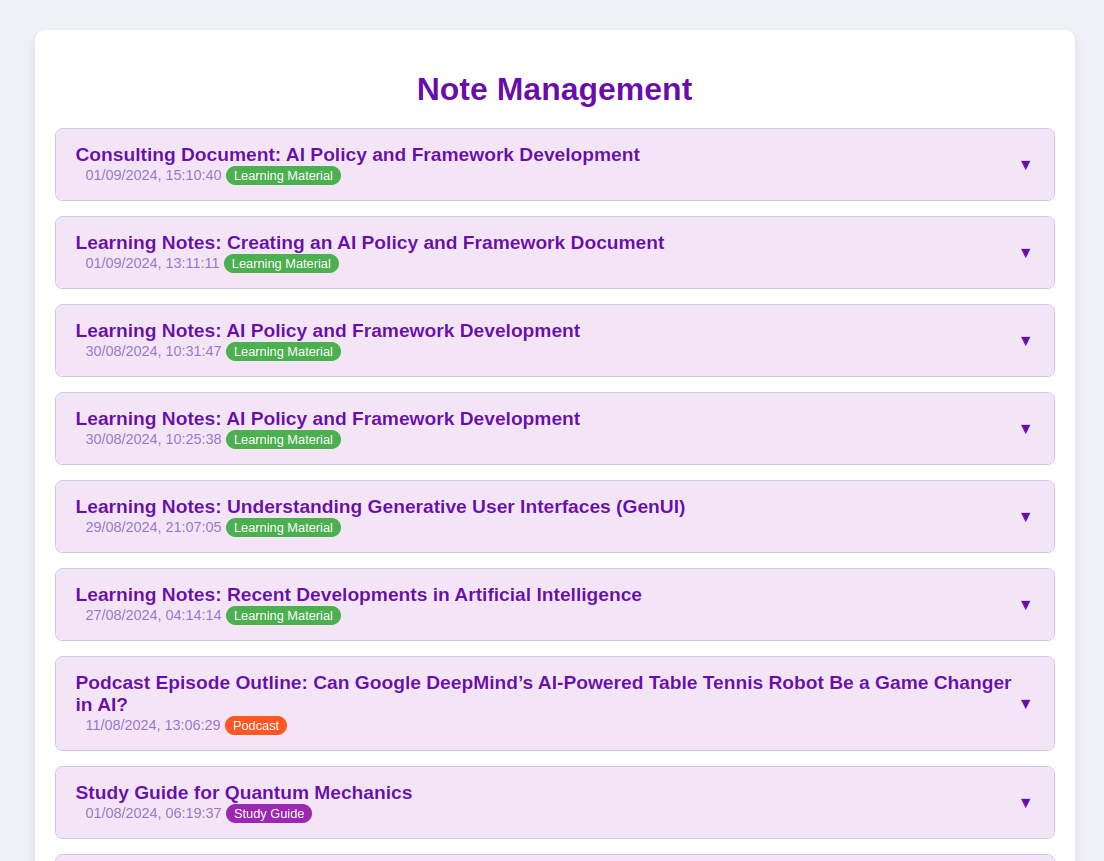 Note Management
Consulting Document: AI Policy and Framework Development
01/09/2024, 15:10:40 Learning Material
▼
Learning Notes: Creating an AI Policy and Framework Document
01/09/2024, 13:11:11 Learning Material
▼
Learning Notes: AI Policy and Framework Development
30/08/2024, 10:31:47 Learning Material
▼
Learning Notes: AI Policy and Framework Development
30/08/2024, 10:25:38 Learning Material
▼
Learning Notes: Understanding Generative User Interfaces (GenUI)
29/08/2024, 21:07:05 Learning Material
▼
Learning Notes: Recent Developments in Artificial Intelligence
27/08/2024, 04:14:14 Learning Material
▼
Podcast Episode Outline: Can Google DeepMind’s AI-Powered Table Tennis Robot Be a Game Changer
in AI?
11/08/2024, 13:06:29 Podcast
▼
Study Guide for Quantum Mechanics
01/08/2024, 06:19:37 Study Guide
▼